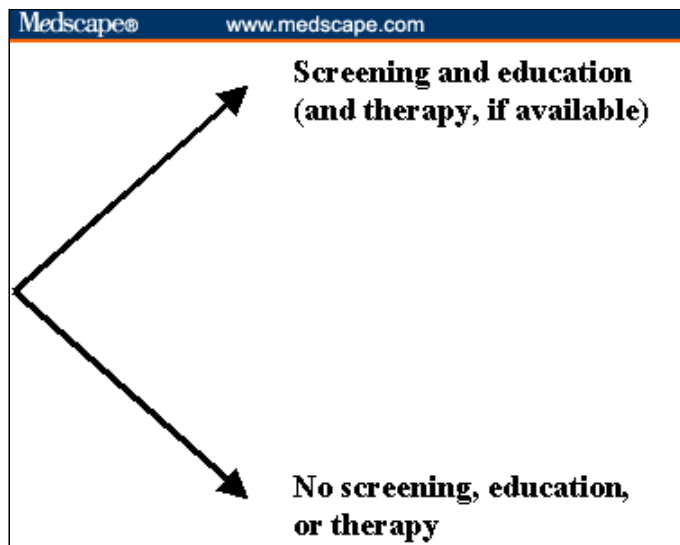 Medscape® www.medscape.com
Screening and education
(and therapy, if available)
No screening, education,
or therapy